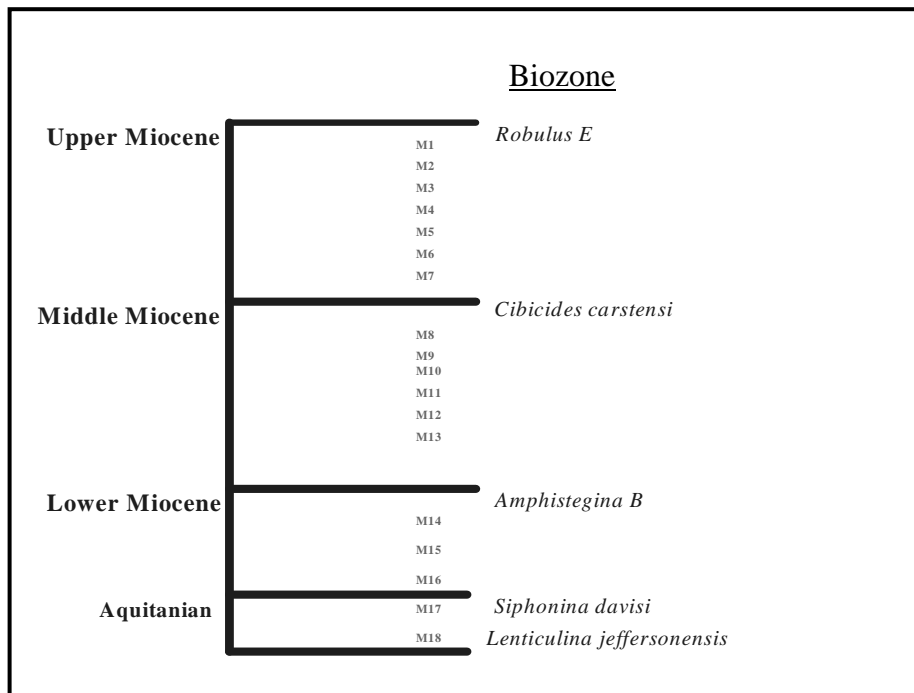 Biozone
Upper Miocene
Robulus E
M1
M2
M3
M4
M5
M6
M7
Middle Miocene
Cibicides carstensi
M8
M9
M10
M11
M12
M13
Lower Miocene
Amphistegina B
M14
M15
M16
Aquitanian
M17
Siphonina davisi
M18
Lenticulina jeffersonensis